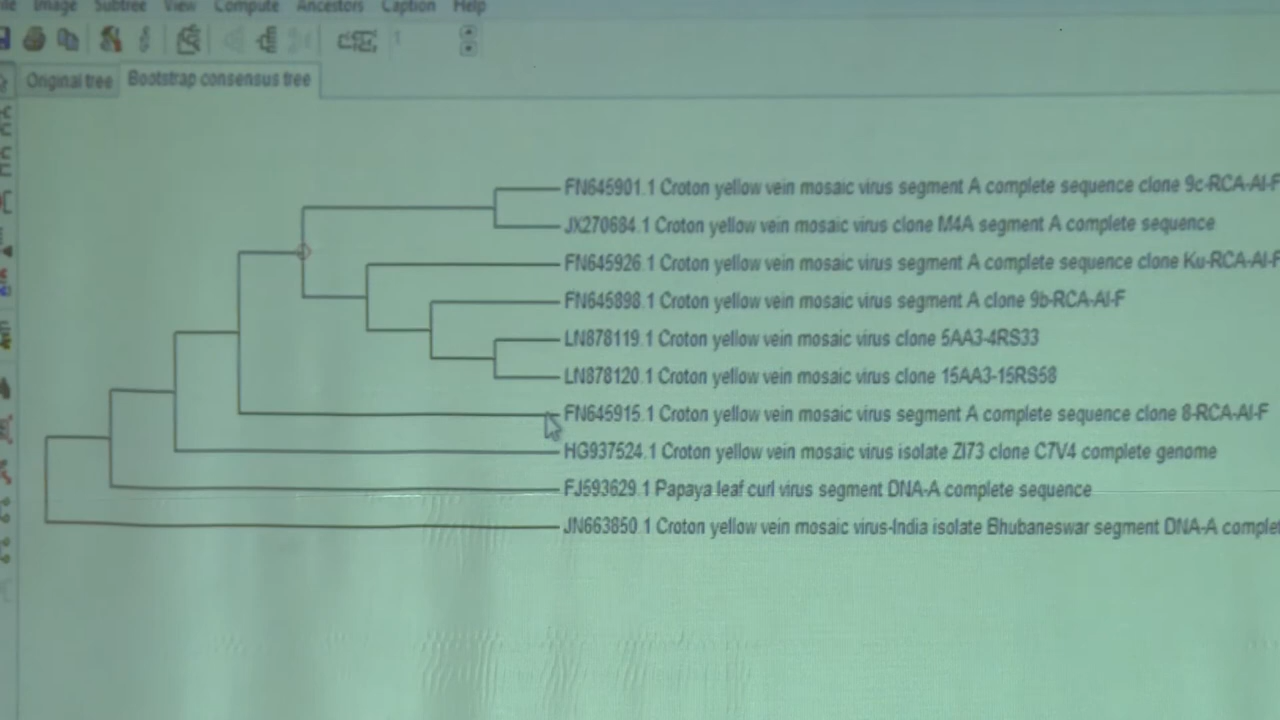 Image Subtree View Compute Ancestors Caption Help
1
Original tree Bootstrap consensus tree
FN645901.1 Croton yellow vein mosaic virus segment A complete sequence clone 9c-RCA-Al-F
JX270684.1 Croton yellow vein mosaic virus clone M4A segment A complete sequence
FN645926.1 Croton yellow vein mosaic virus segment A complete sequence clone Ku-RCA-Al-F
FN645898.1 Croton yellow vein mosaic virus segment A clone 9b-RCA-Al-F
LN878119.1 Croton yellow vein mosaic virus clone 5AA3-4RS33
LN878120.1 Croton yellow vein mosaic virus clone 15AA3-15RS58
FN645915.1 Croton yellow vein mosaic virus segment A complete sequence clone 8-RCA-Al-F
HG937524.1 Croton yellow vein mosaic virus isolate ZI73 clone C7V4 complete genome
FJ593629.1 Papaya leaf curl virus segment DNA-A complete sequence
JN663850.1 Croton yellow vein mosaic virus-India isolate Bhubaneswar segment DNA-A comple